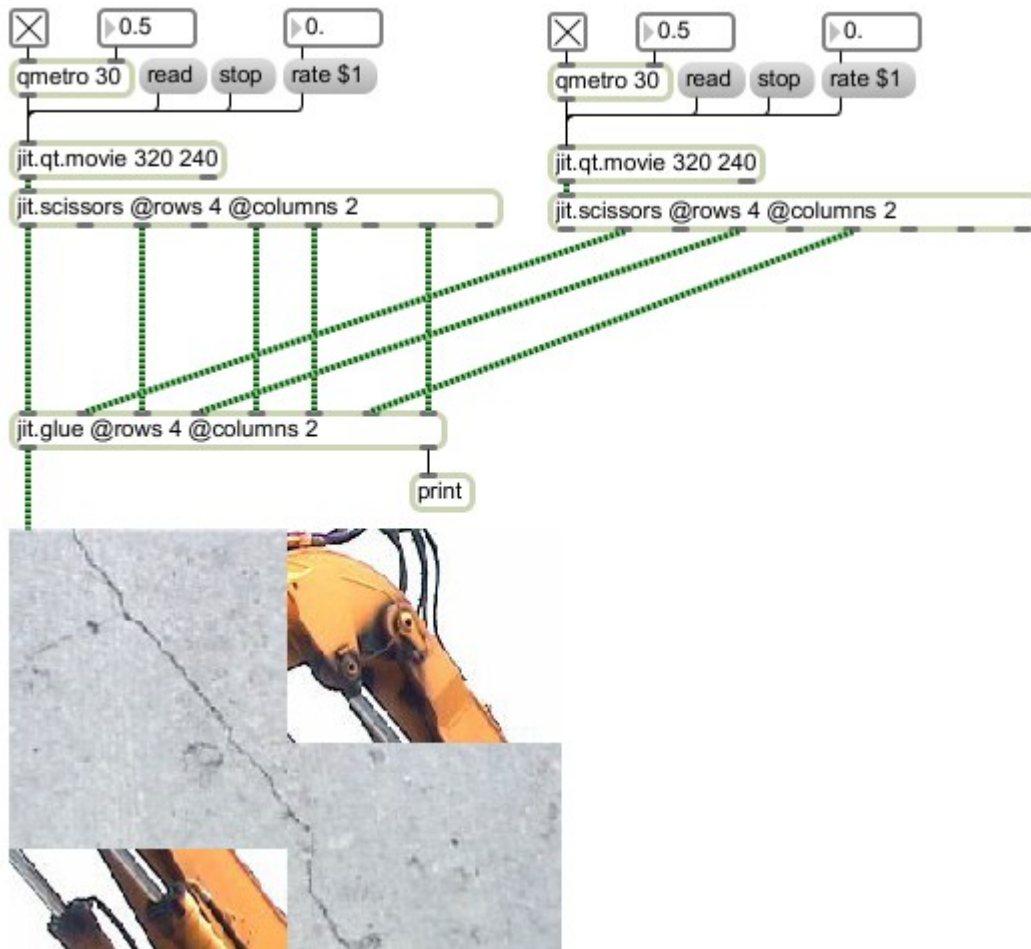 0.5
0.
qmetro 30
read
stop
rate $1
jit.qt.movie 320 240
jit.scissors @rows 4 @columns 2
0.5
0.
qmetro 30
read
stop
rate $1
jit.qt.movie 320 240
jit.scissors @rows 4 @columns 2
jit.glue @rows 4 @columns 2
print